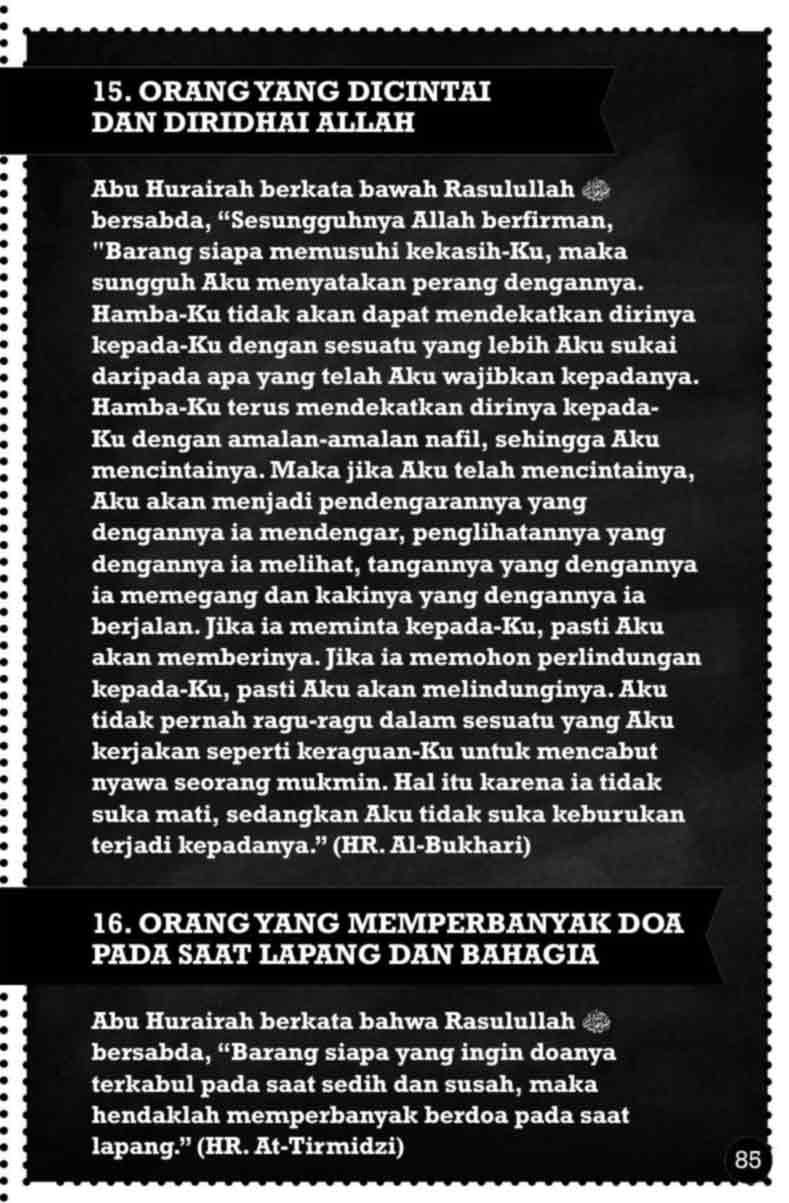 15. ORANG YANG DICINTAI
DAN DIRIDHAI ALLAH
Abu Hurairah berkata bawah Rasulullah ﷺ
bersabda, “Sesungguhnya Allah berfirman,
"Barang siapa memusuhi kekasih-Ku, maka
sungguh Aku menyatakan perang dengannya.
Hamba-Ku tidak akan dapat mendekatkan dirinya
kepada-Ku dengan sesuatu yang lebih Aku sukai
daripada apa yang telah Aku wajibkan kepadanya.
Hamba-Ku terus mendekatkan dirinya kepada-
Ku dengan amalan-amalan nafil, sehingga Aku
mencintainya. Maka jika Aku telah mencintainya,
Aku akan menjadi pendengarannya yang
dengannya ia mendengar, penglihatannya yang
dengannya ia melihat, tangannya yang dengannya
ia memegang dan kakinya yang dengannya ia
berjalan. Jika ia meminta kepada-Ku, pasti Aku
akan memberinya. Jika ia memohon perlindungan
kepada-Ku, pasti Aku akan melindunginya. Aku
tidak pernah ragu-ragu dalam sesuatu yang Aku
kerjakan seperti keraguan-Ku untuk mencabut
nyawa seorang mukmin. Hal itu karena ia tidak
suka mati, sedangkan Aku tidak suka keburukan
terjadi kepadanya.” (HR. Al-Bukhari)
16. ORANG YANG MEMPERBANYAK DOA
PADA SAAT LAPANG DAN BAHAGIA
Abu Hurairah berkata bahwa Rasulullah ﷺ
bersabda, “Barang siapa yang ingin doanya
terkabul pada saat sedih dan susah, maka
hendaklah memperbanyak berdoa pada saat
lapang.” (HR. At-Tirmidzi)
85